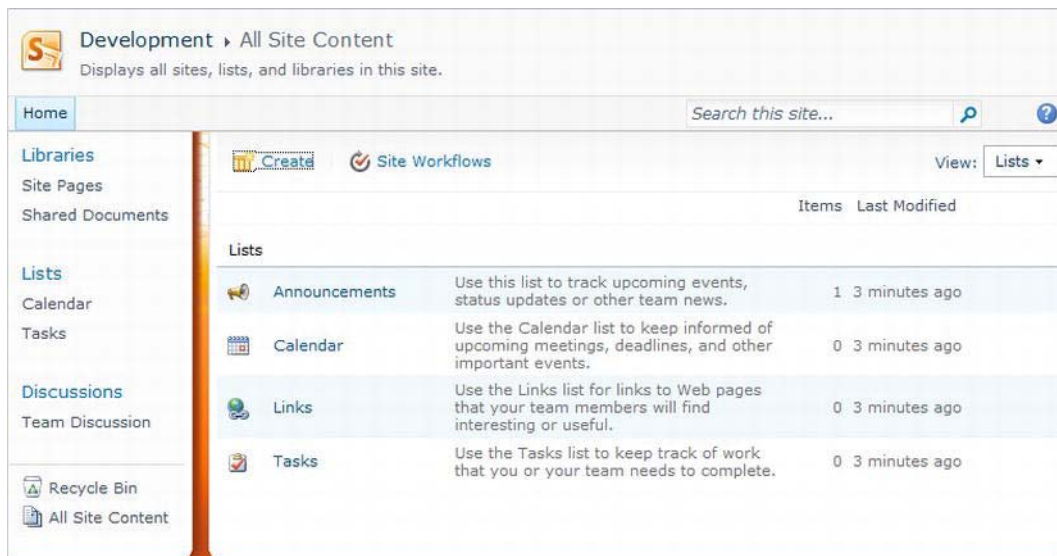 Development ▸ All Site Content
Displays all sites, lists, and libraries in this site.
Home
Search this site...
Libraries
Site Pages
Shared Documents
Lists
Calendar
Tasks
Discussions
Team Discussion
Recycle Bin
All Site Content
Create Site Workflows
View: Lists
Items Last Modified
Lists
Announcements
Use this list to track upcoming events,
status updates or other team news.
1 3 minutes ago
Calendar
Use the Calendar list to keep informed of
upcoming meetings, deadlines, and other
important events.
0 3 minutes ago
Links
Use the Links list for links to Web pages
that your team members will find
interesting or useful.
0 3 minutes ago
Tasks
Use the Tasks list to keep track of work
that you or your team needs to complete.
0 3 minutes ago